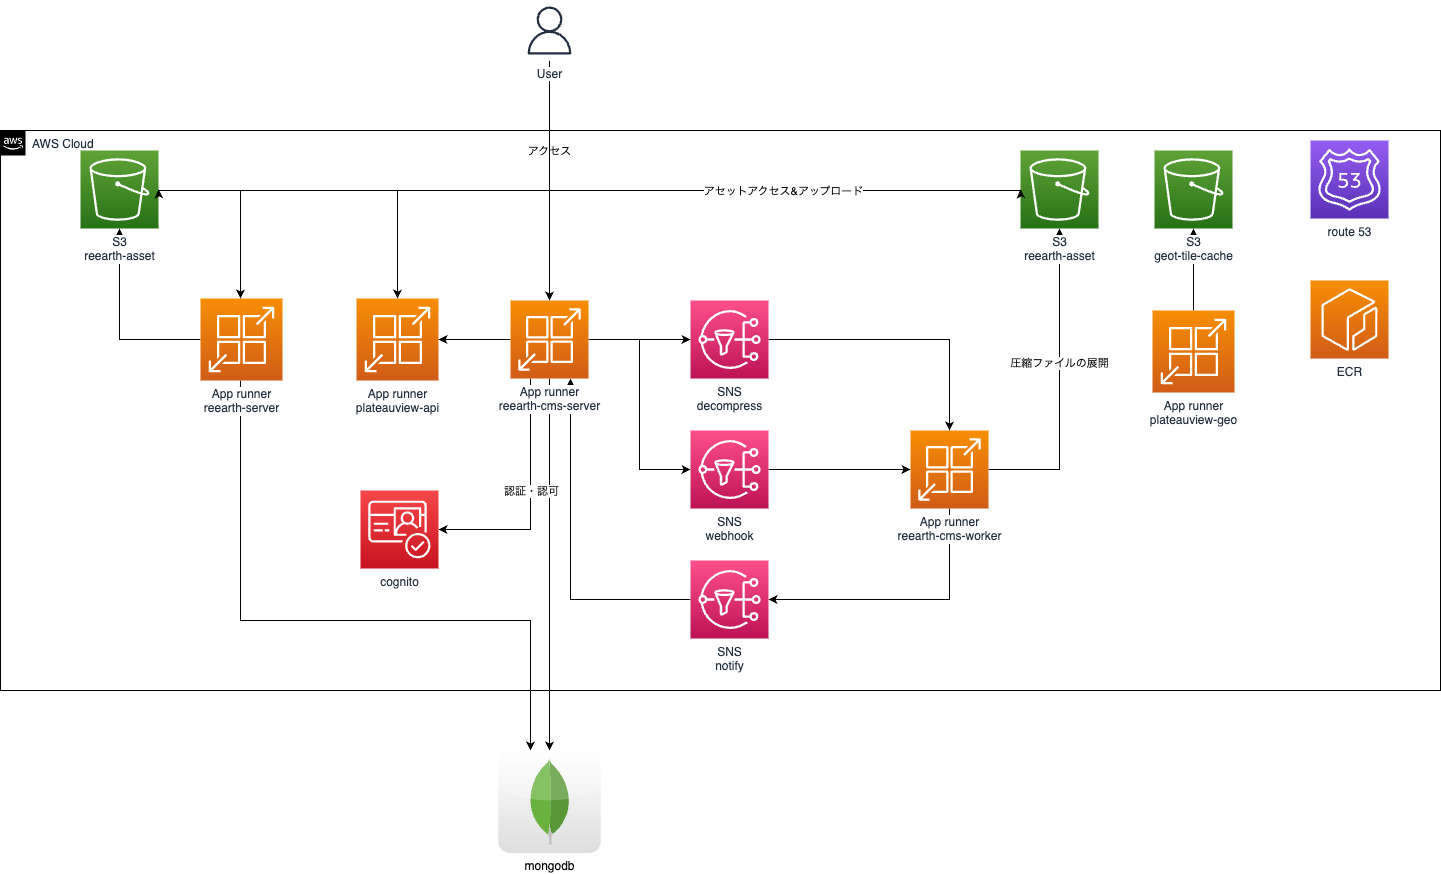 User
aws
AWS Cloud
アクセス
アセットアクセス&アップロード
53
S3
reearth-asset
S3
reearth-asset
S3
geot-tile-cache
route 53
圧縮ファイルの展開
ECR
App runner
reearth-server
App runner
plateauview-api
App runner
reearth-cms-server
SNS
decompress
App runner
plateauview-geo
認証・認可
SNS
webhook
App runner
reearth-cms-worker
cognito
SNS
notify
mongodb